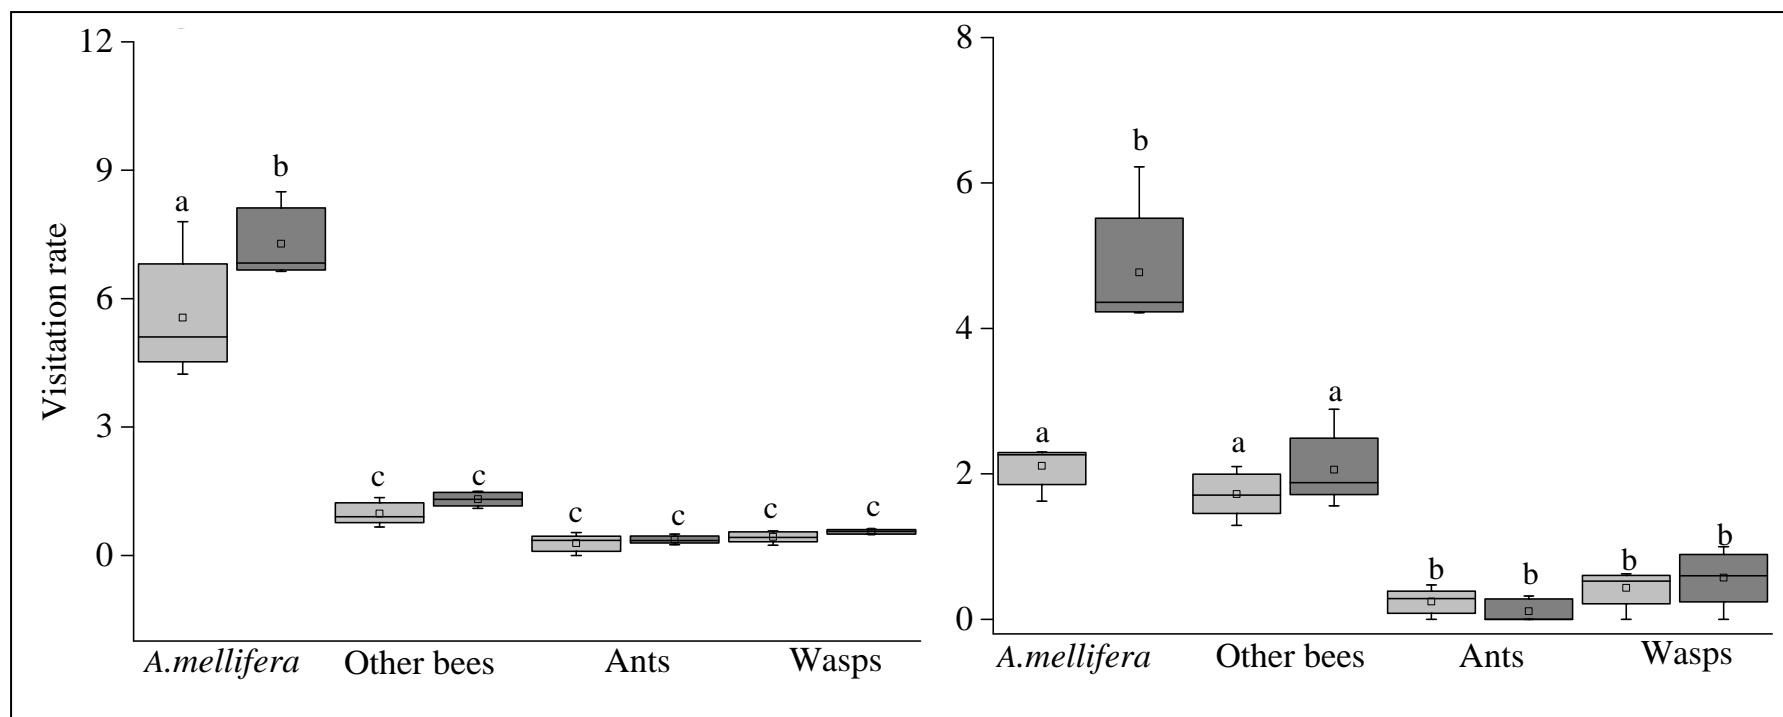 Visitation rate
12
9
6
3
0
a
b
c
c
c
c
c
c
A.mellifera
Other bees
Ants
Wasps
8
6
4
2
0
a
b
a
a
b
b
b
b
A.mellifera
Other bees
Ants
Wasps